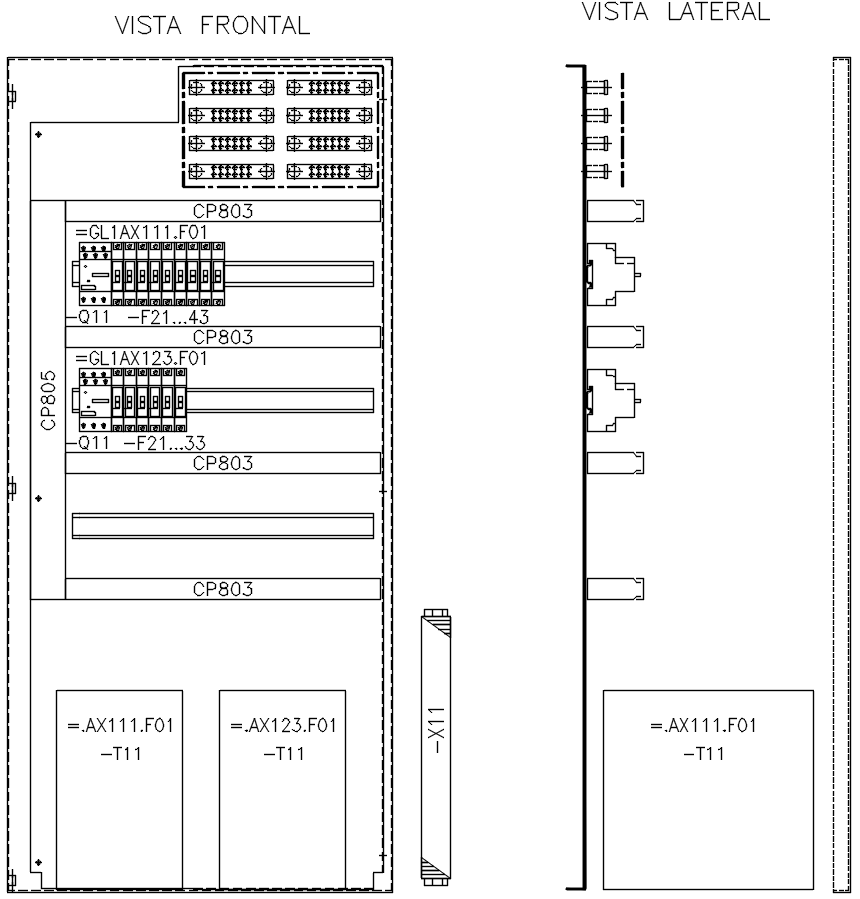 VISTA FRONTAL
VISTA LATERAL
CP803
=GL1AX111.F01
-Q11 -F21...43
CP803
=GL1AX123.F01
CP805
-Q11 -F21...33
CP803
CP803
=.AX111.F01
-T11
=.AX123.F01
-T11
-X11
=.AX111.F01
-T11